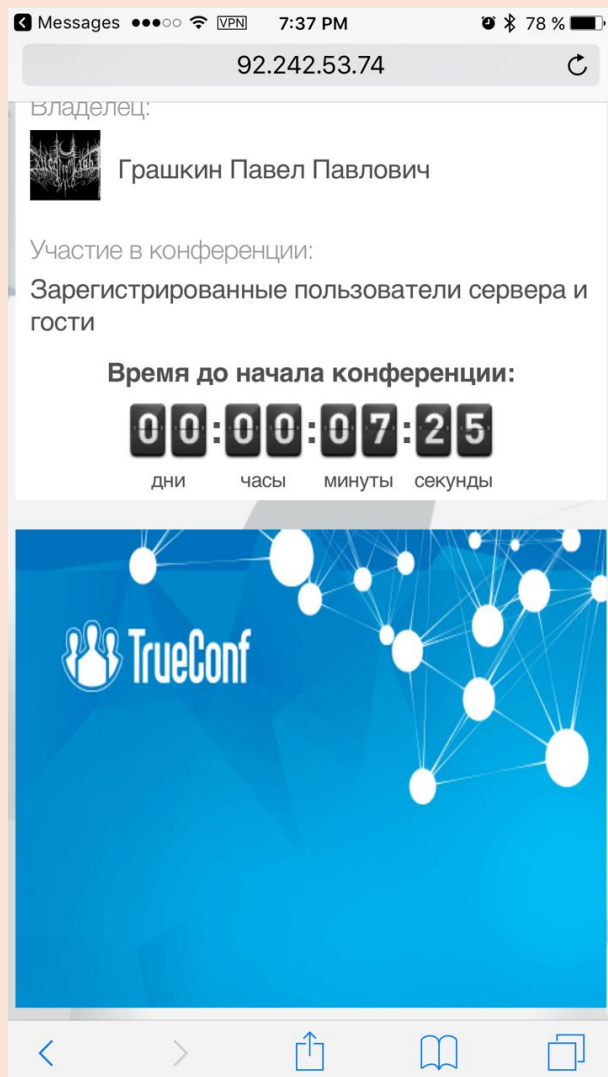 Messages VPN 7:37 PM 78 %
92.242.53.74
Владелец:
Грашкин Павел Павлович
Участие в конференции:
Зарегистрированные пользователи сервера и
гости
Время до начала конференции:
00:00:07:25
дни часы минуты секунды
TrueConf